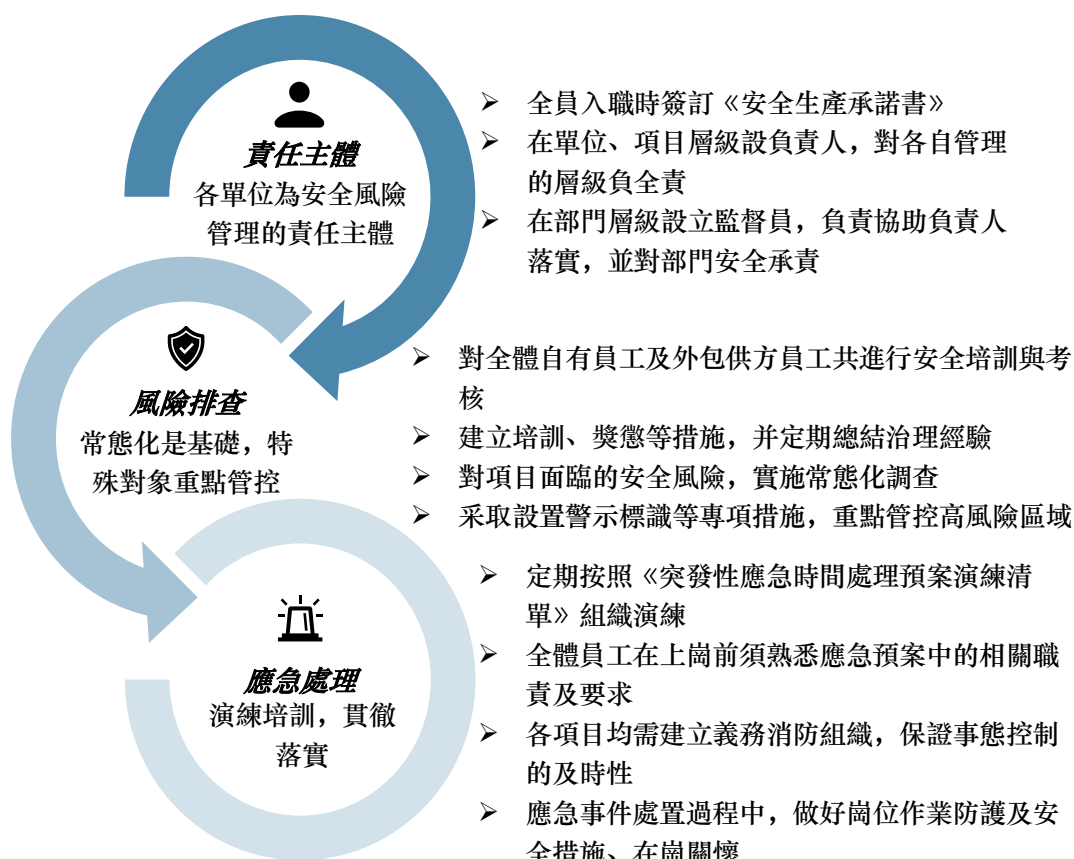 責任主體
各單位為安全風險
管理的責任主體
➢ 全員入職時簽訂《安全生產承諾書》
➢ 在單位、項目層級設負責人，對各自管理
的層級負全責
➢ 在部門層級設立監督員，負責協助負責人
落實，並對部門安全承責
風險排查
常態化是基礎，特
殊對象重點管控
➢ 對全體自有員工及外包供方員工共進行安全培訓與考
核
➢ 建立培訓、獎懲等措施，并定期總結治理經驗
➢ 對項目面臨的安全風險，實施常態化調查
➢ 采取設置警示標識等專項措施，重點管控高風險區域
應急處理
演練培訓，貫徹
落實
➢ 定期按照《突發性應急時間處理預案演練清
單》組織演練
➢ 全體員工在上崗前須熟悉應急預案中的相關職
責及要求
➢ 各項目均需建立義務消防組織，保證事態控制
的及時性
➢ 應急事件處置過程中，做好崗位作業防護及安
全措施、在崗關懷